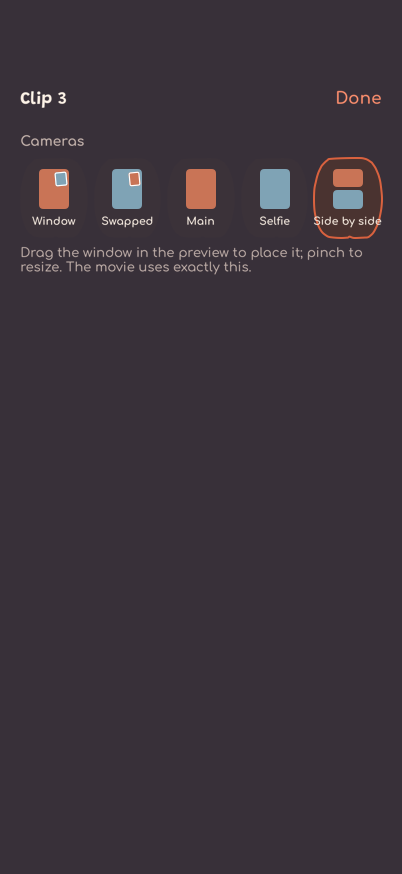 Clip 3
Done
Cameras
Window
Swapped
Main
Selfie
Side by side
Drag the window in the preview to place it; pinch to
resize. The movie uses exactly this.